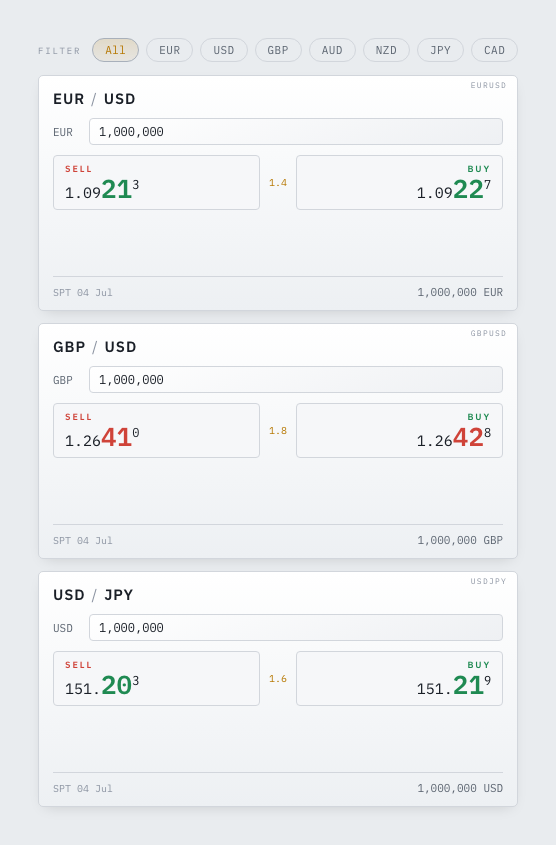 FILTER All EUR USD GBP AUD NZD JPY CAD
EURUSD
EUR / USD
EUR 1,000,000
SELL BUY
1.09213 1.4 1.09227
SPT 04 Jul 1,000,000 EUR
GBPUSD
GBP / USD
GBP 1,000,000
SELL BUY
1.26410 1.8 1.26428
SPT 04 Jul 1,000,000 GBP
USDJPY
USD / JPY
USD 1,000,000
SELL BUY
151.203 1.6 151.219
SPT 04 Jul 1,000,000 USD